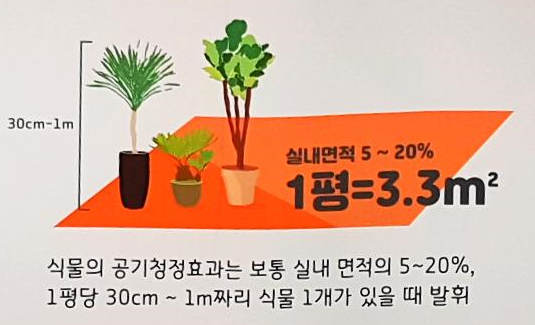 30cm-1m
실내면적 5 ~ 20%
1평=3.3m²
식물의 공기청정효과는 보통 실내 면적의 5~20%,
1평당 30cm ~ 1m짜리 식물 1개가 있을 때 발휘